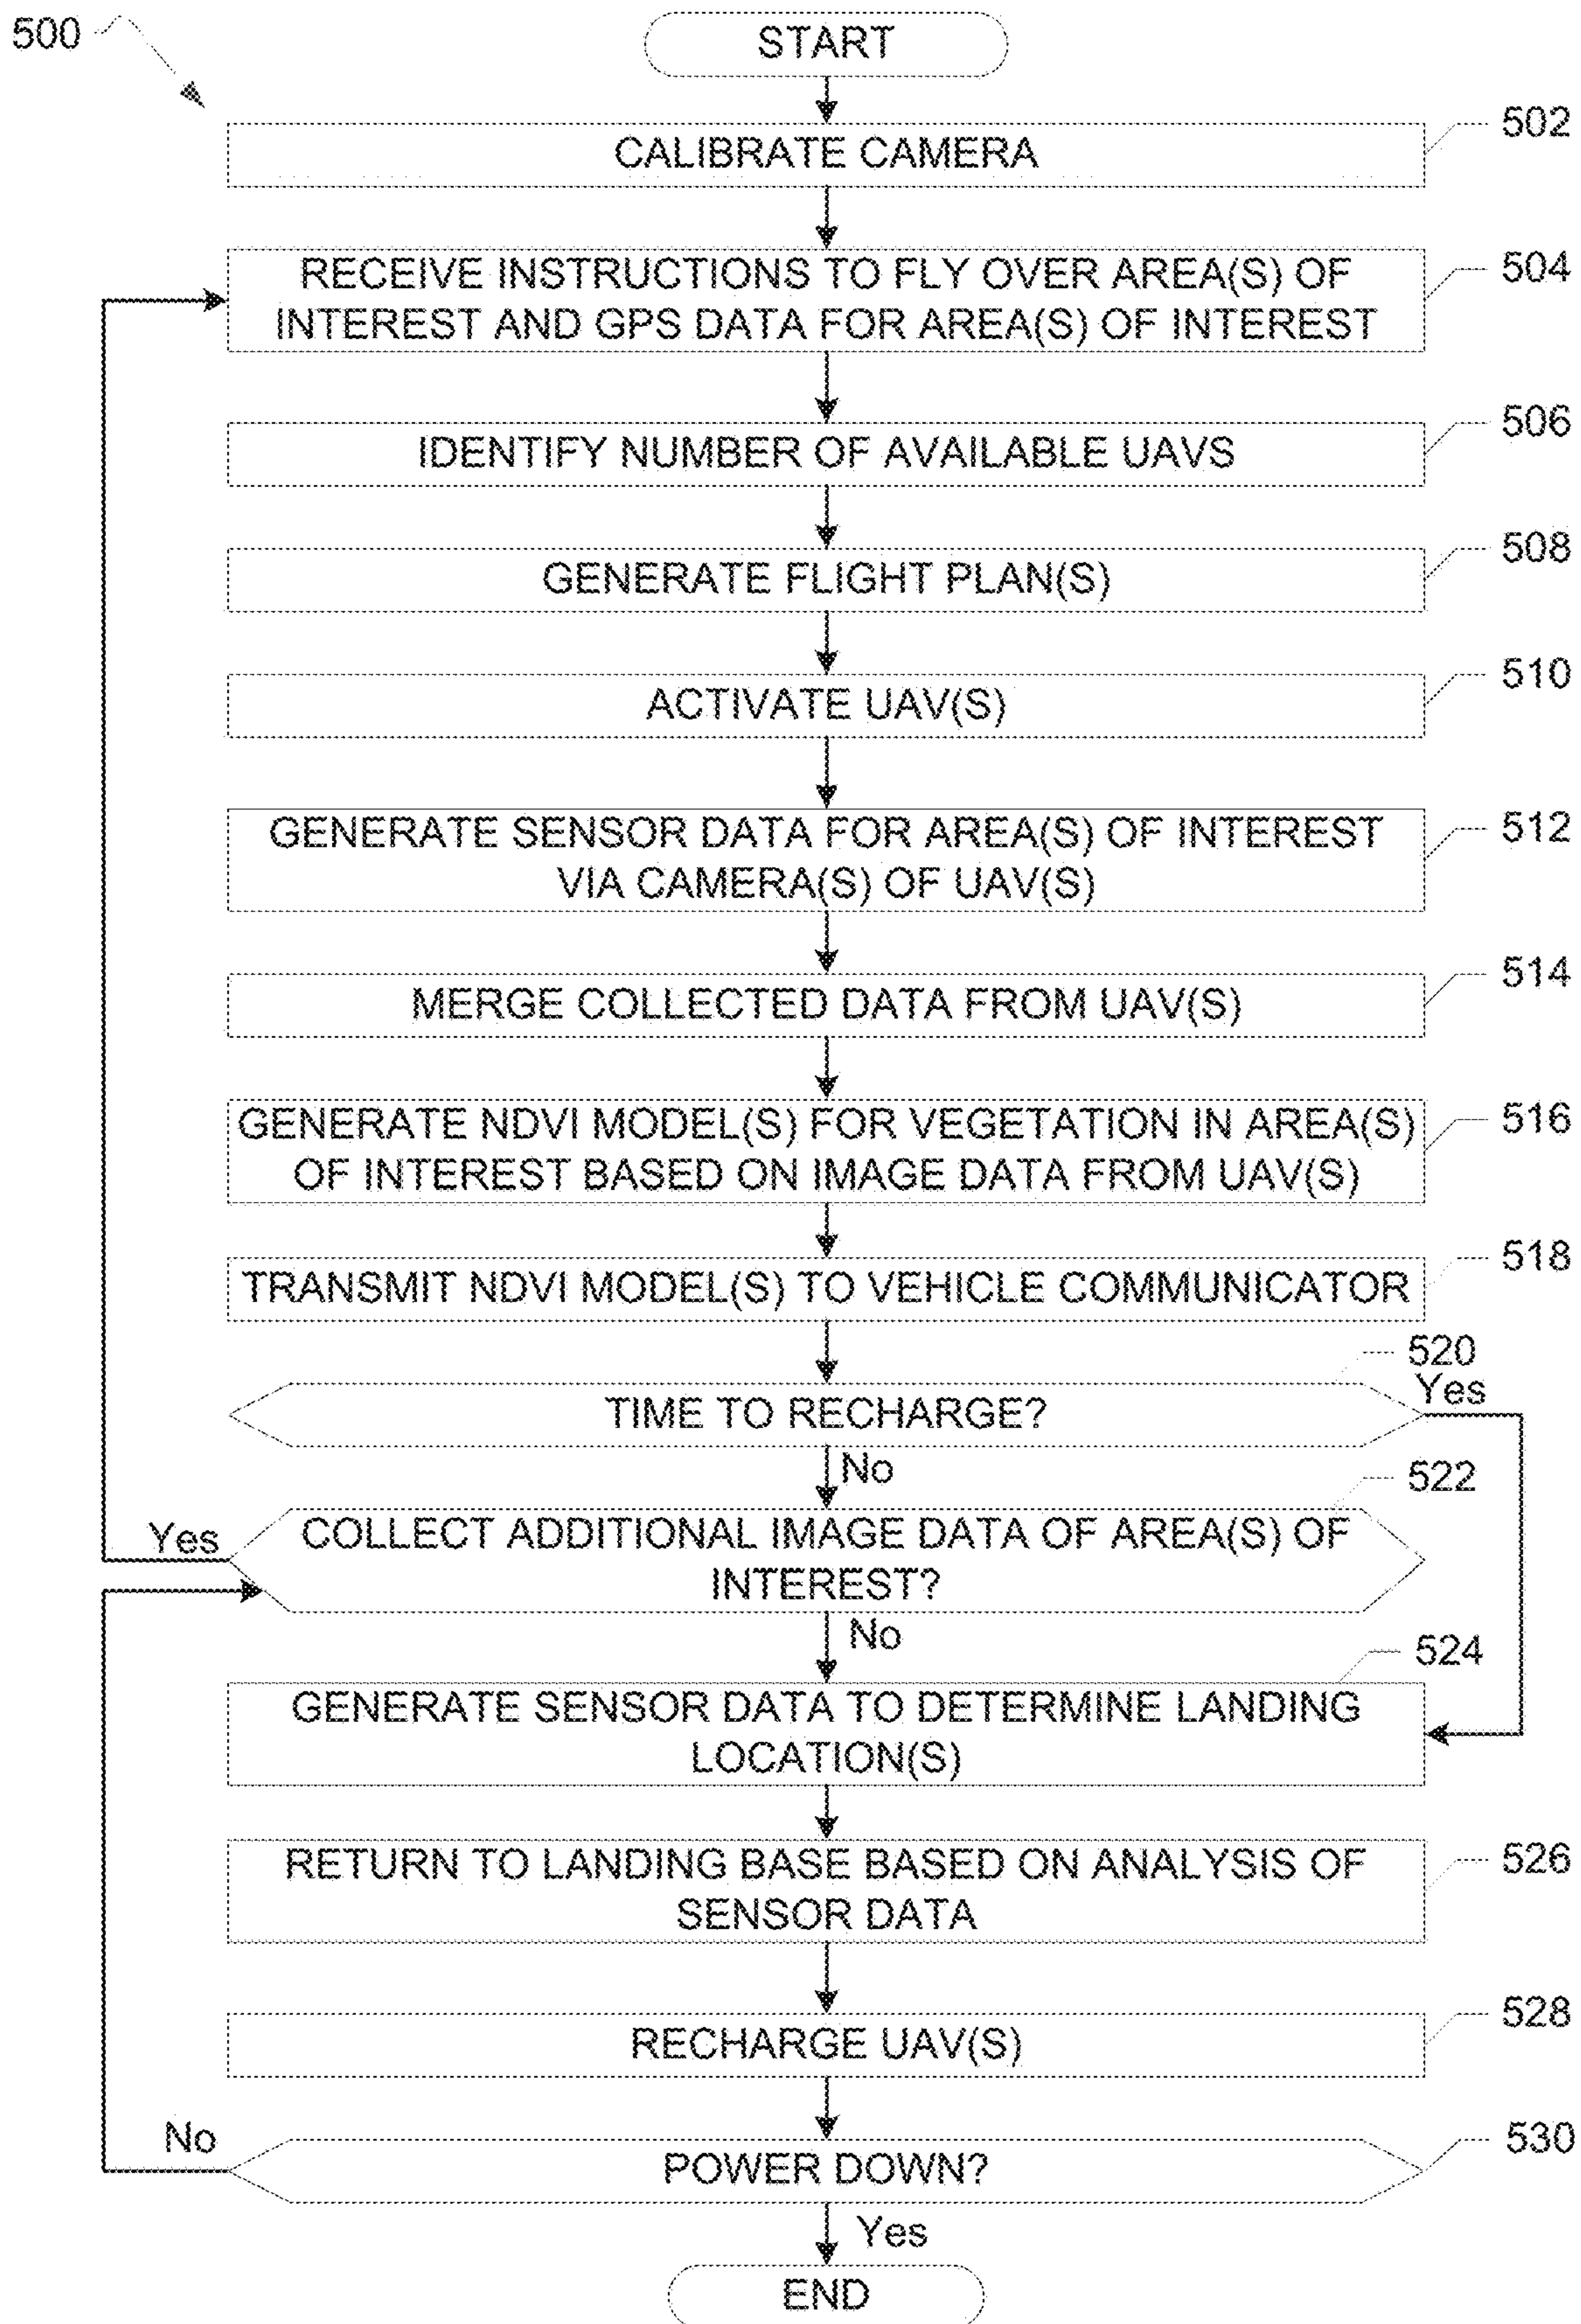 500
START
CALIBRATE CAMERA
502
RECEIVE INSTRUCTIONS TO FLY OVER AREA(S) OF
INTEREST AND GPS DATA FOR AREA(S) OF INTEREST
504
IDENTIFY NUMBER OF AVAILABLE UAVS
506
GENERATE FLIGHT PLAN(S)
508
ACTIVATE UAV(S)
510
GENERATE SENSOR DATA FOR AREA(S) OF INTEREST
VIA CAMERA(S) OF UAV(S)
512
MERGE COLLECTED DATA FROM UAV(S)
514
GENERATE NDVI MODEL(S) FOR VEGETATION IN AREA(S)
OF INTEREST BASED ON IMAGE DATA FROM UAV(S)
516
TRANSMIT NDVI MODEL(S) TO VEHICLE COMMUNICATOR
518
TIME TO RECHARGE?
520
Yes
No
COLLECT ADDITIONAL IMAGE DATA OF AREA(S) OF
INTEREST?
522
Yes
No
GENERATE SENSOR DATA TO DETERMINE LANDING
LOCATION(S)
524
RETURN TO LANDING BASE BASED ON ANALYSIS OF
SENSOR DATA
526
RECHARGE UAV(S)
528
No
POWER DOWN?
530
Yes
END